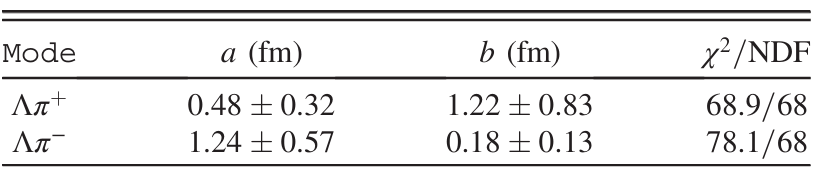 Mode a (fm) b (fm) χ²/NDF
Λπ⁺ 0.48 ± 0.32 1.22 ± 0.83 68.9/68
Λπ⁻ 1.24 ± 0.57 0.18 ± 0.13 78.1/68